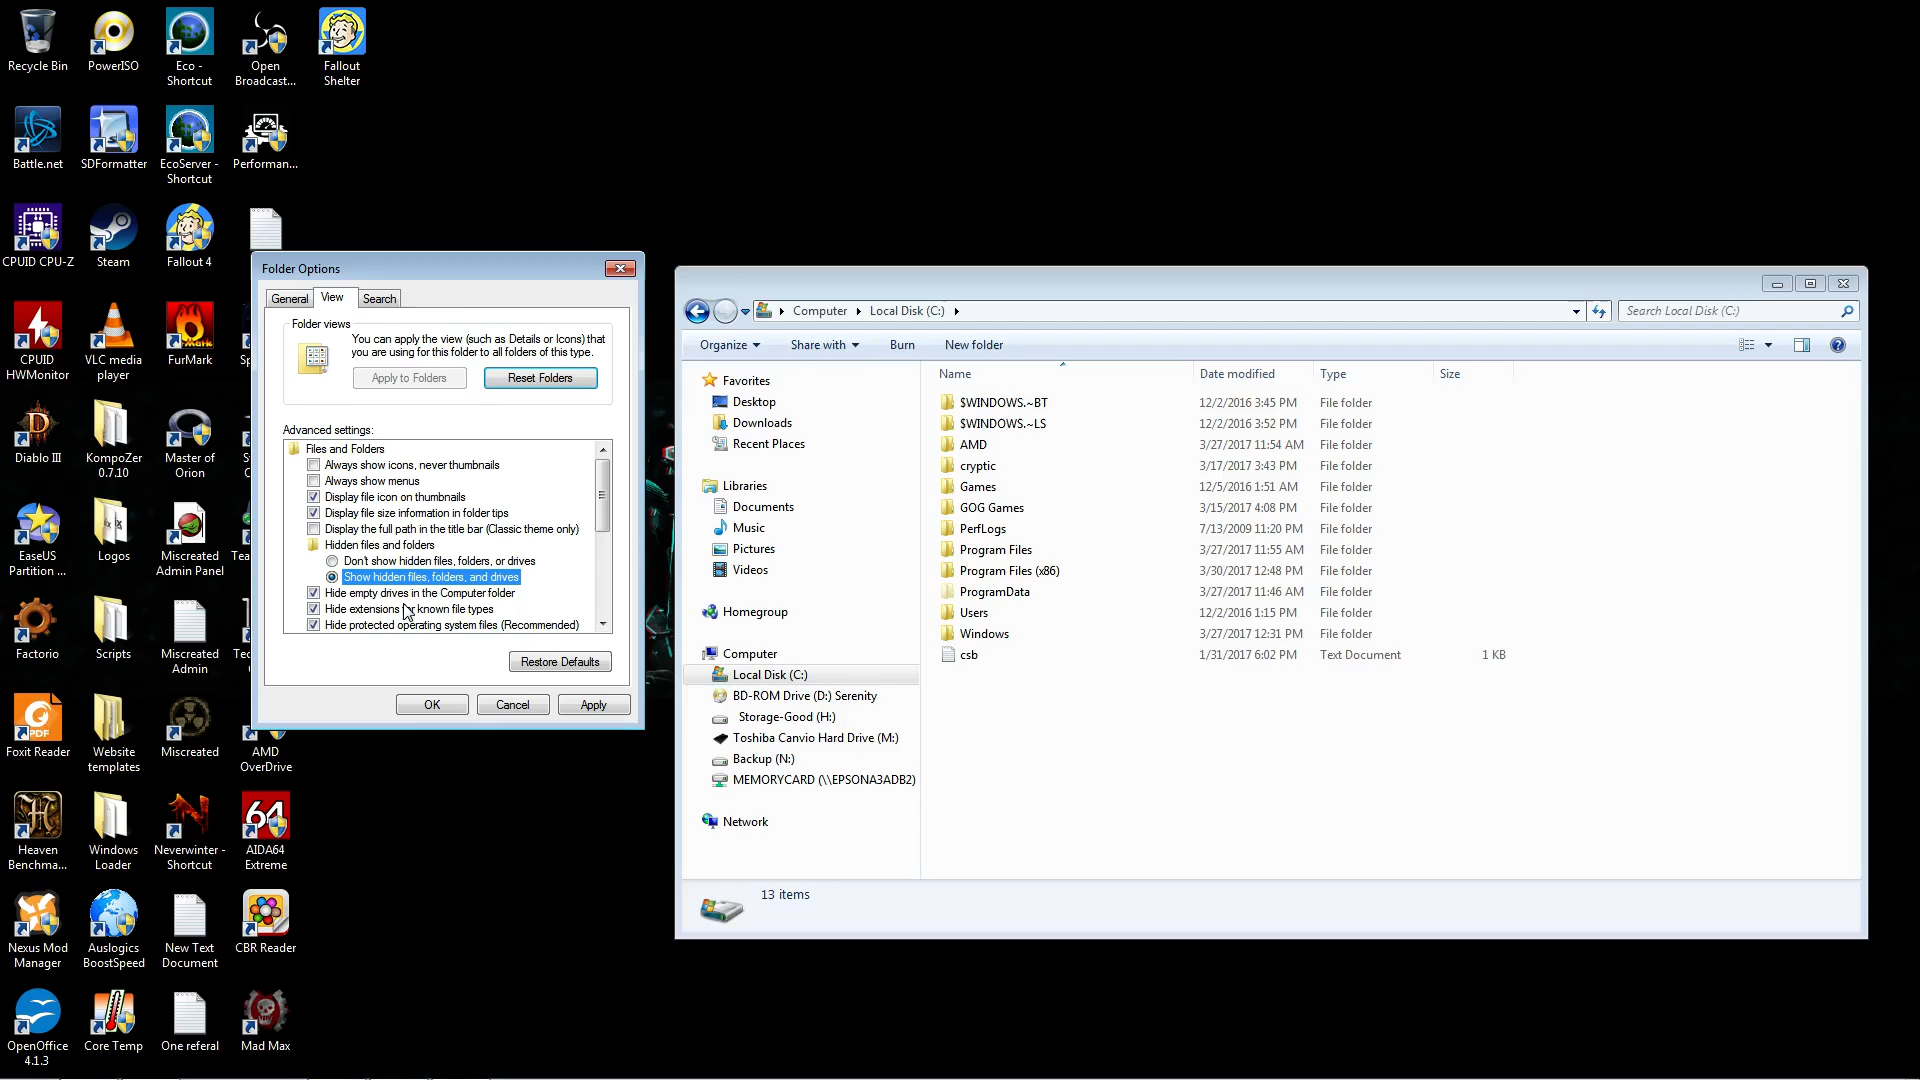 Recycle Bin
PowerISO
Eco -
Shortcut
Open
Broadcast...
Fallout
Shelter
Battle.net
SDFormatter
EcoServer -
Shortcut
Performan...
CPUID CPU-Z
Steam
Fallout 4
CPUID
HWMonitor
VLC media
player
FurMark
Diablo III
KompoZer
0.7.10
Master of
Orion
EaseUS
Partition ...
Logos
Miscreated
Admin Panel
Factorio
Scripts
Miscreated
Admin
PDF
Foxit Reader
Website
templates
Miscreated
AMD
OverDrive
Heaven
Benchma...
Windows
Loader
Neverwinter -
Shortcut
64
AIDA64
Extreme
Nexus Mod
Manager
Auslogics
BoostSpeed
New Text
Document
CBR Reader
OpenOffice
4.1.3
Core Temp
One referal
Mad Max
Folder Options
General
View
Search
Folder views
You can apply the view (such as Details or Icons) that
you are using for this folder to all folders of this type.
Apply to Folders
Reset Folders
Advanced settings:
Files and Folders
Always show icons, never thumbnails
Always show menus
Display file icon on thumbnails
Display file size information in folder tips
Display the full path in the title bar (Classic theme only)
Hidden files and folders
Don't show hidden files, folders, or drives
Show hidden files, folders, and drives
Hide empty drives in the Computer folder
Hide extensions for known file types
Hide protected operating system files (Recommended)
Restore Defaults
OK
Cancel
Apply
Computer
Local Disk (C:)
Search Local Disk (C:)
Organize
Share with
Burn
New folder
Favorites
Desktop
Downloads
Recent Places
Libraries
Documents
Music
Pictures
Videos
Homegroup
Computer
Local Disk (C:)
BD-ROM Drive (D:) Serenity
Storage-Good (H:)
Toshiba Canvio Hard Drive (M:)
Backup (N:)
MEMORYCARD (\\EPSONA3ADB2)
Network
Name Date modified Type Size
$WINDOWS.~BT 12/2/2016 3:45 PM File folder
$WINDOWS.~LS 12/2/2016 3:52 PM File folder
AMD 3/27/2017 11:54 AM File folder
cryptic 3/17/2017 3:43 PM File folder
Games 12/5/2016 1:51 AM File folder
GOG Games 3/15/2017 4:08 PM File folder
PerfLogs 7/13/2009 11:20 PM File folder
Program Files 3/27/2017 11:55 AM File folder
Program Files (x86) 3/30/2017 12:48 PM File folder
ProgramData 3/27/2017 11:46 AM File folder
Users 12/2/2016 1:15 PM File folder
Windows 3/27/2017 12:31 PM File folder
csb 1/31/2017 6:02 PM Text Document 1 KB
13 items